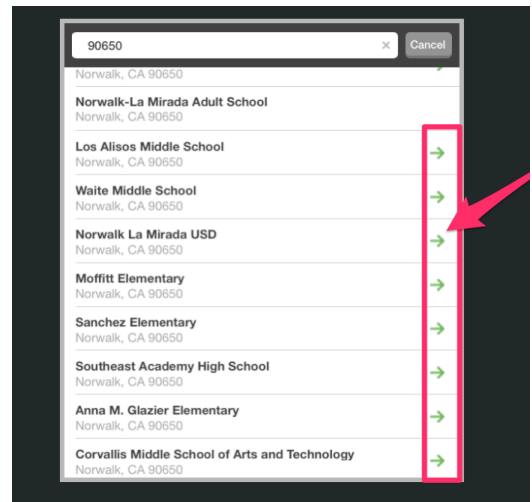 90650
Cancel
Norwalk, CA 90650
Norwalk-La Mirada Adult School
Norwalk, CA 90650
Los Alisos Middle School
Norwalk, CA 90650
Waite Middle School
Norwalk, CA 90650
Norwalk La Mirada USD
Norwalk, CA 90650
Moffitt Elementary
Norwalk, CA 90650
Sanchez Elementary
Norwalk, CA 90650
Southeast Academy High School
Norwalk, CA 90650
Anna M. Glazier Elementary
Norwalk, CA 90650
Corvallis Middle School of Arts and Technology
Norwalk, CA 90650